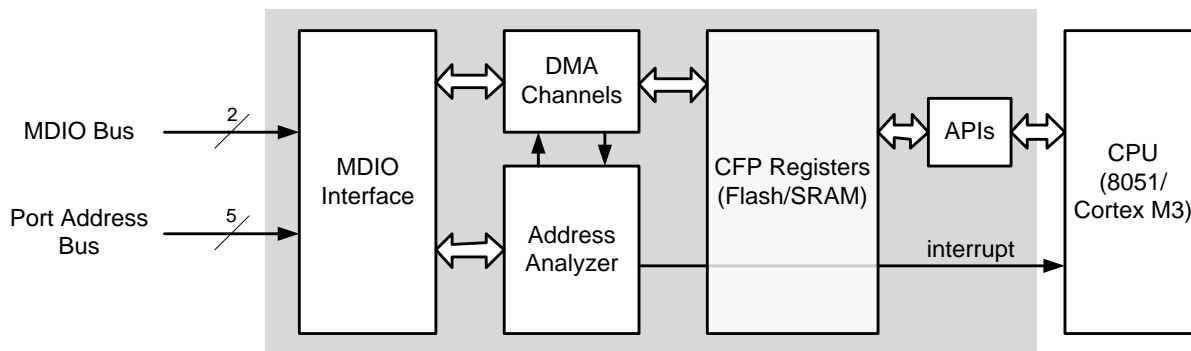 MDIO Bus
2
Port Address
Bus
5
MDIO
Interface
DMA
Channels
Address
Analyzer
CFP Registers
(Flash/SRAM)
APIs
interrupt
CPU
(8051/
Cortex M3)